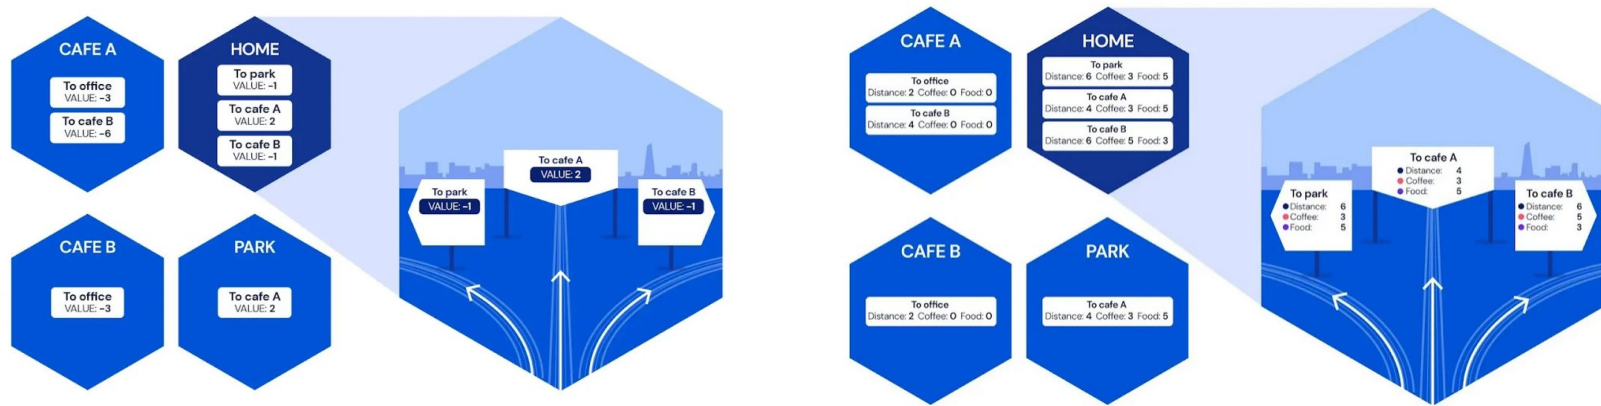 CAFE A
To office
VALUE: -3
To cafe B
VALUE: -6
HOME
To park
VALUE: -1
To cafe A
VALUE: 2
To cafe B
VALUE: -1
CAFE B
To office
VALUE: -3
PARK
To cafe A
VALUE: 2
To park
VALUE: -1
To cafe A
VALUE: 2
To cafe B
VALUE: -1
CAFE A
To office
Distance: 2 Coffee: 0 Food: 0
To cafe B
Distance: 4 Coffee: 0 Food: 0
HOME
To park
Distance: 6 Coffee: 3 Food: 5
To cafe A
Distance: 4 Coffee: 3 Food: 5
To cafe B
Distance: 6 Coffee: 5 Food: 3
CAFE B
To office
Distance: 2 Coffee: 0 Food: 0
PARK
To cafe A
Distance: 4 Coffee: 3 Food: 5
To park
Distance: 6
Coffee: 3
Food: 5
To cafe A
Distance: 4
Coffee: 3
Food: 5
To cafe B
Distance: 6
Coffee: 5
Food: 3